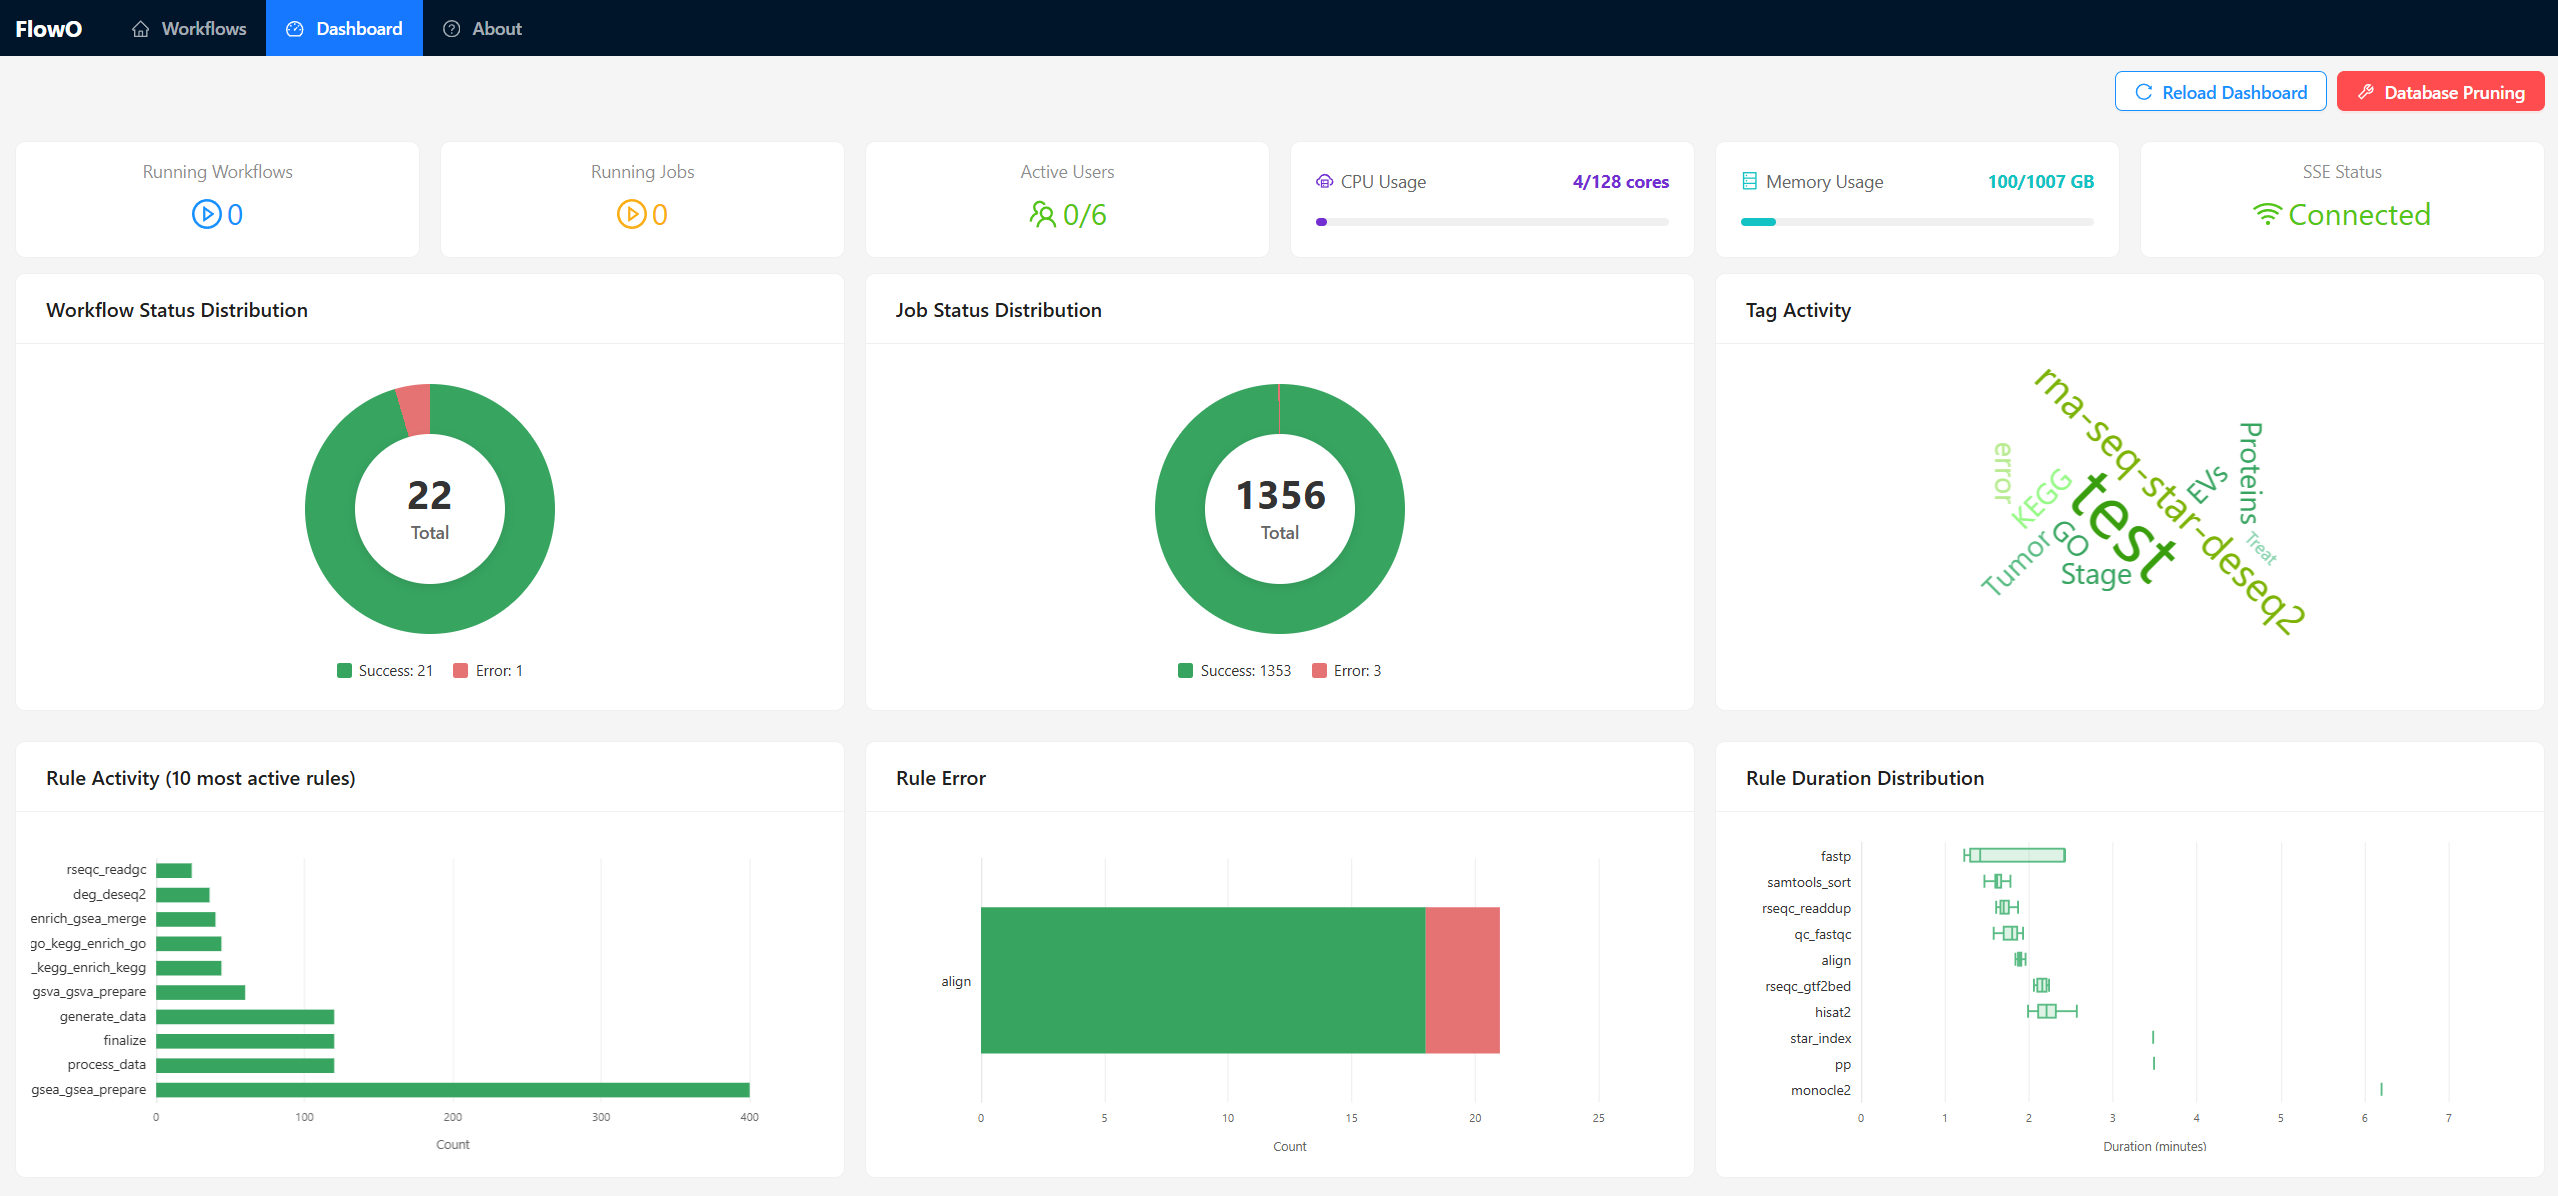 FlowO Workflows Dashboard About
Reload Dashboard Database Pruning
Running Workflows
0
Running Jobs
0
Active Users
0/6
CPU Usage 4/128 cores
Memory Usage 100/1007 GB
SSE Status
Connected
Workflow Status Distribution
22
Total
Success: 21 Error: 1
Job Status Distribution
1356
Total
Success: 1353 Error: 3
Tag Activity
rna-seq-star-deseq2
Proteins
error
EVs
KEGG
test
GO
Treat
Tumor
Stage
Rule Activity (10 most active rules)
rseqc_readgc
deg_deseq2
enrich_gsea_merge
go_kegg_enrich_go
_kegg_enrich_kegg
gsva_gsva_prepare
generate_data
finalize
process_data
gsea_gsea_prepare
0 100 200 300 400
Count
Rule Error
align
0 5 10 15 20 25
Count
Rule Duration Distribution
fastp
samtools_sort
rseqc_readdup
qc_fastqc
align
rseqc_gtf2bed
hisat2
star_index
pp
monocle2
0 1 2 3 4 5 6 7
Duration (minutes)